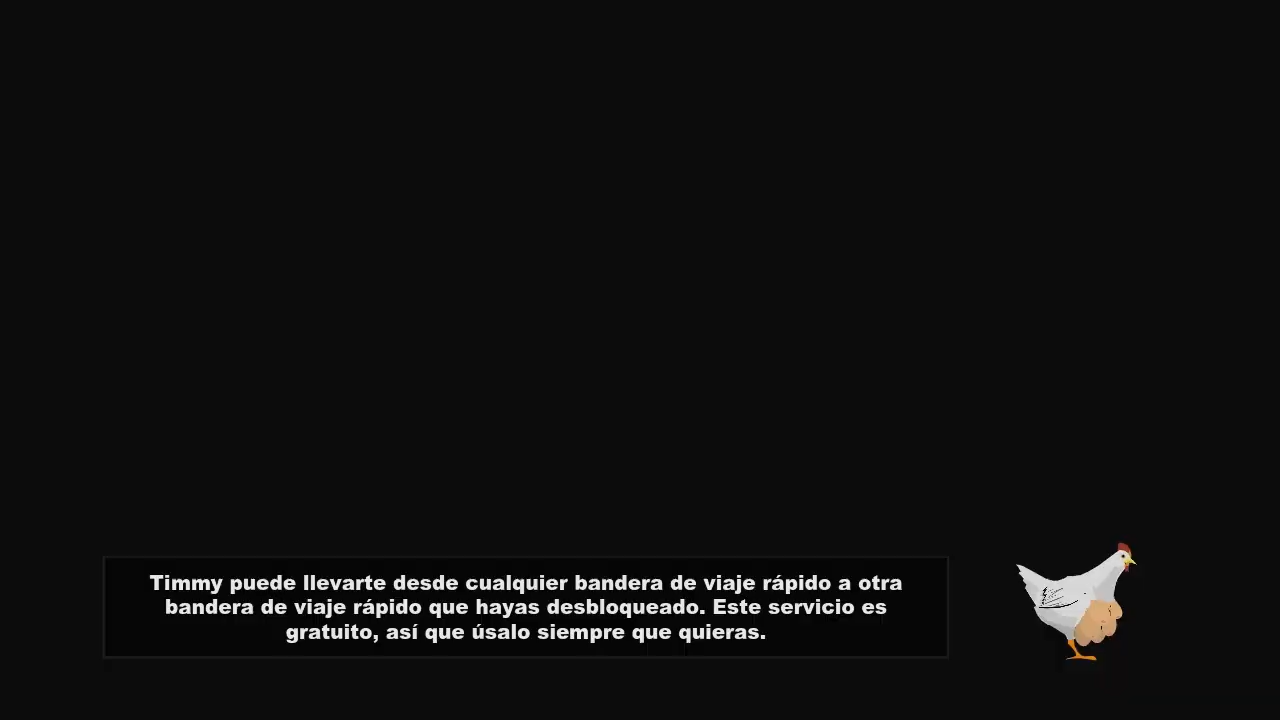 Timmy puede llevarte desde cualquier bandera de viaje rápido a otra
bandera de viaje rápido que hayas desbloqueado. Este servicio es
gratuito, así que úsalo siempre que quieras.